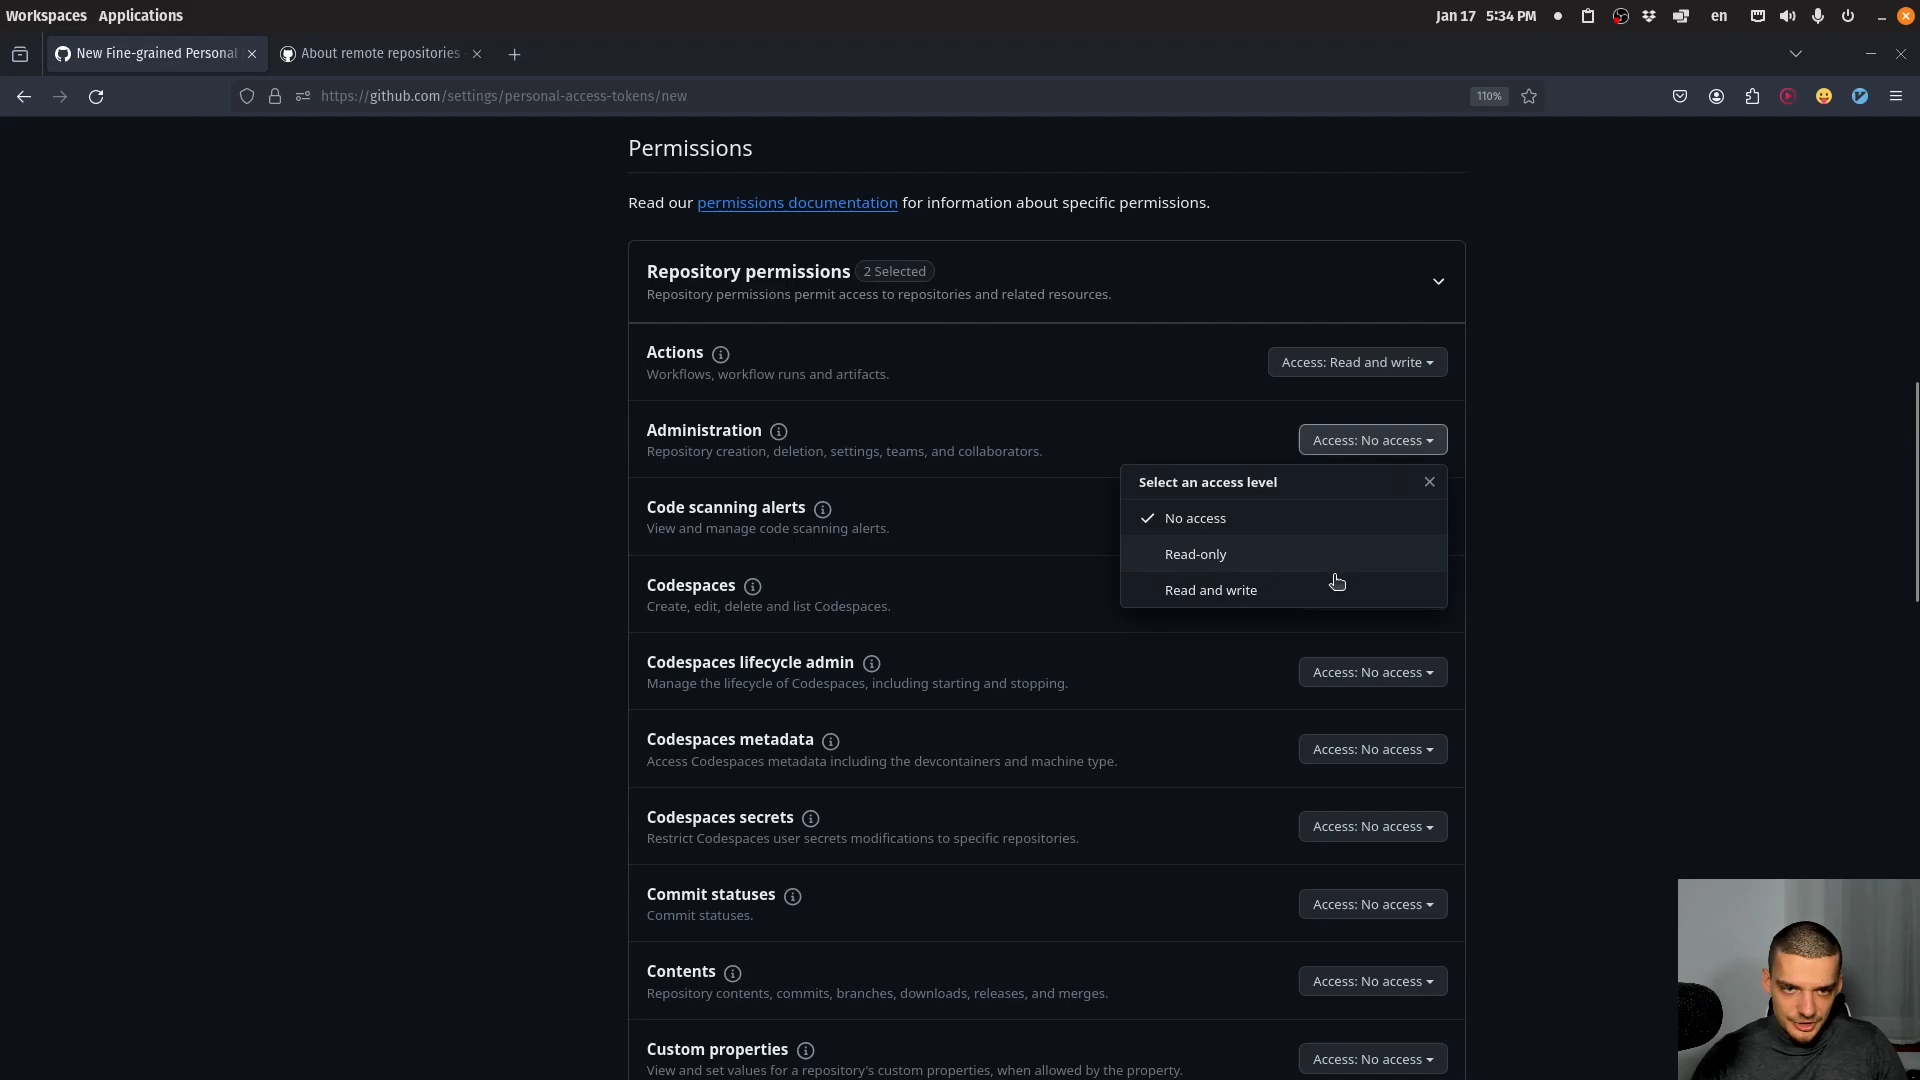 Workspaces Applications
Jan 17 5:34 PM
en
New Fine-grained Personal
About remote repositories
https://github.com/settings/personal-access-tokens/new
110%
Permissions
Read our permissions documentation for information about specific permissions.
Repository permissions 2 Selected
Repository permissions permit access to repositories and related resources.
Actions
Access: Read and write
Workflows, workflow runs and artifacts.
Administration
Access: No access
Repository creation, deletion, settings, teams, and collaborators.
Select an access level
No access
Read-only
Read and write
Code scanning alerts
View and manage code scanning alerts.
Codespaces
Create, edit, delete and list Codespaces.
Codespaces lifecycle admin
Access: No access
Manage the lifecycle of Codespaces, including starting and stopping.
Codespaces metadata
Access: No access
Access Codespaces metadata including the devcontainers and machine type.
Codespaces secrets
Access: No access
Restrict Codespaces user secrets modifications to specific repositories.
Commit statuses
Access: No access
Commit statuses.
Contents
Access: No access
Repository contents, commits, branches, downloads, releases, and merges.
Custom properties
Access: No access
View and set values for a repository's custom properties, when allowed by the property.